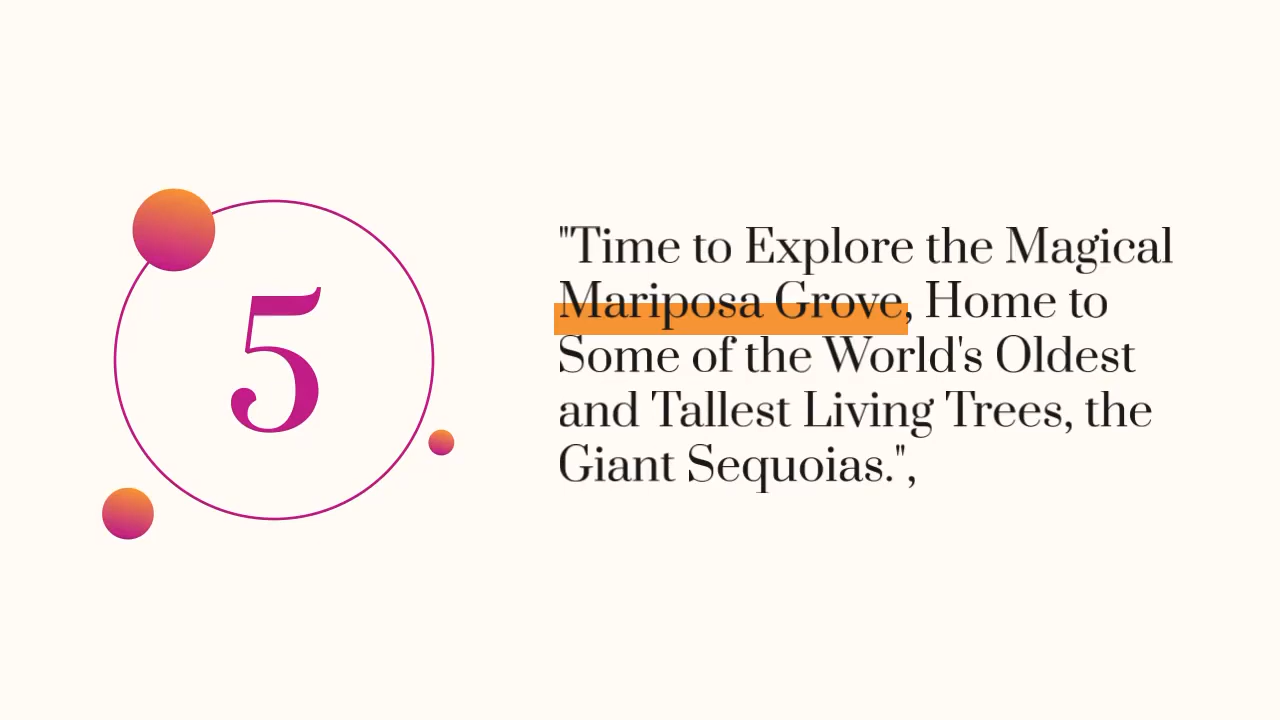 5
"Time to Explore the Magical
Mariposa Grove, Home to
Some of the World's Oldest
and Tallest Living Trees, the
Giant Sequoias.",